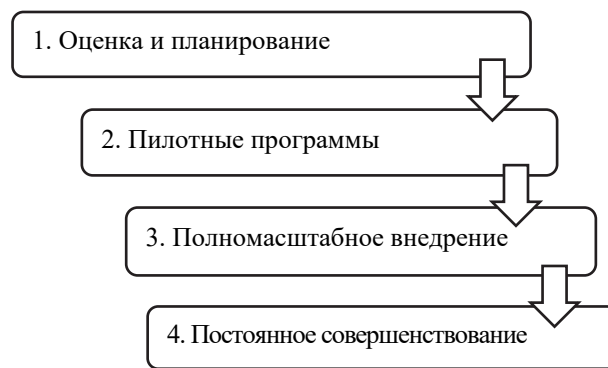 1. Оценка и планирование
2. Пилотные программы
3. Полномасштабное внедрение
4. Постоянное совершенствование